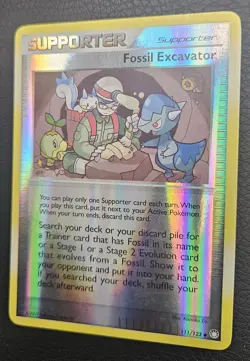 SUPPORTER
Supporter
Fossil Excavator
You can play only one Supporter card each turn. When
you play this card, put it next to your Active Pokémon.
When your turn ends, discard this card.
Search your deck or your discard pile for
a Trainer card that has Fossil in its name
or a Stage 1 or a Stage 2 Evolution card
that evolves from a Fossil. Show it to
your opponent and put it into your hand.
If you searched your deck, shuffle your
deck afterward.
111/123